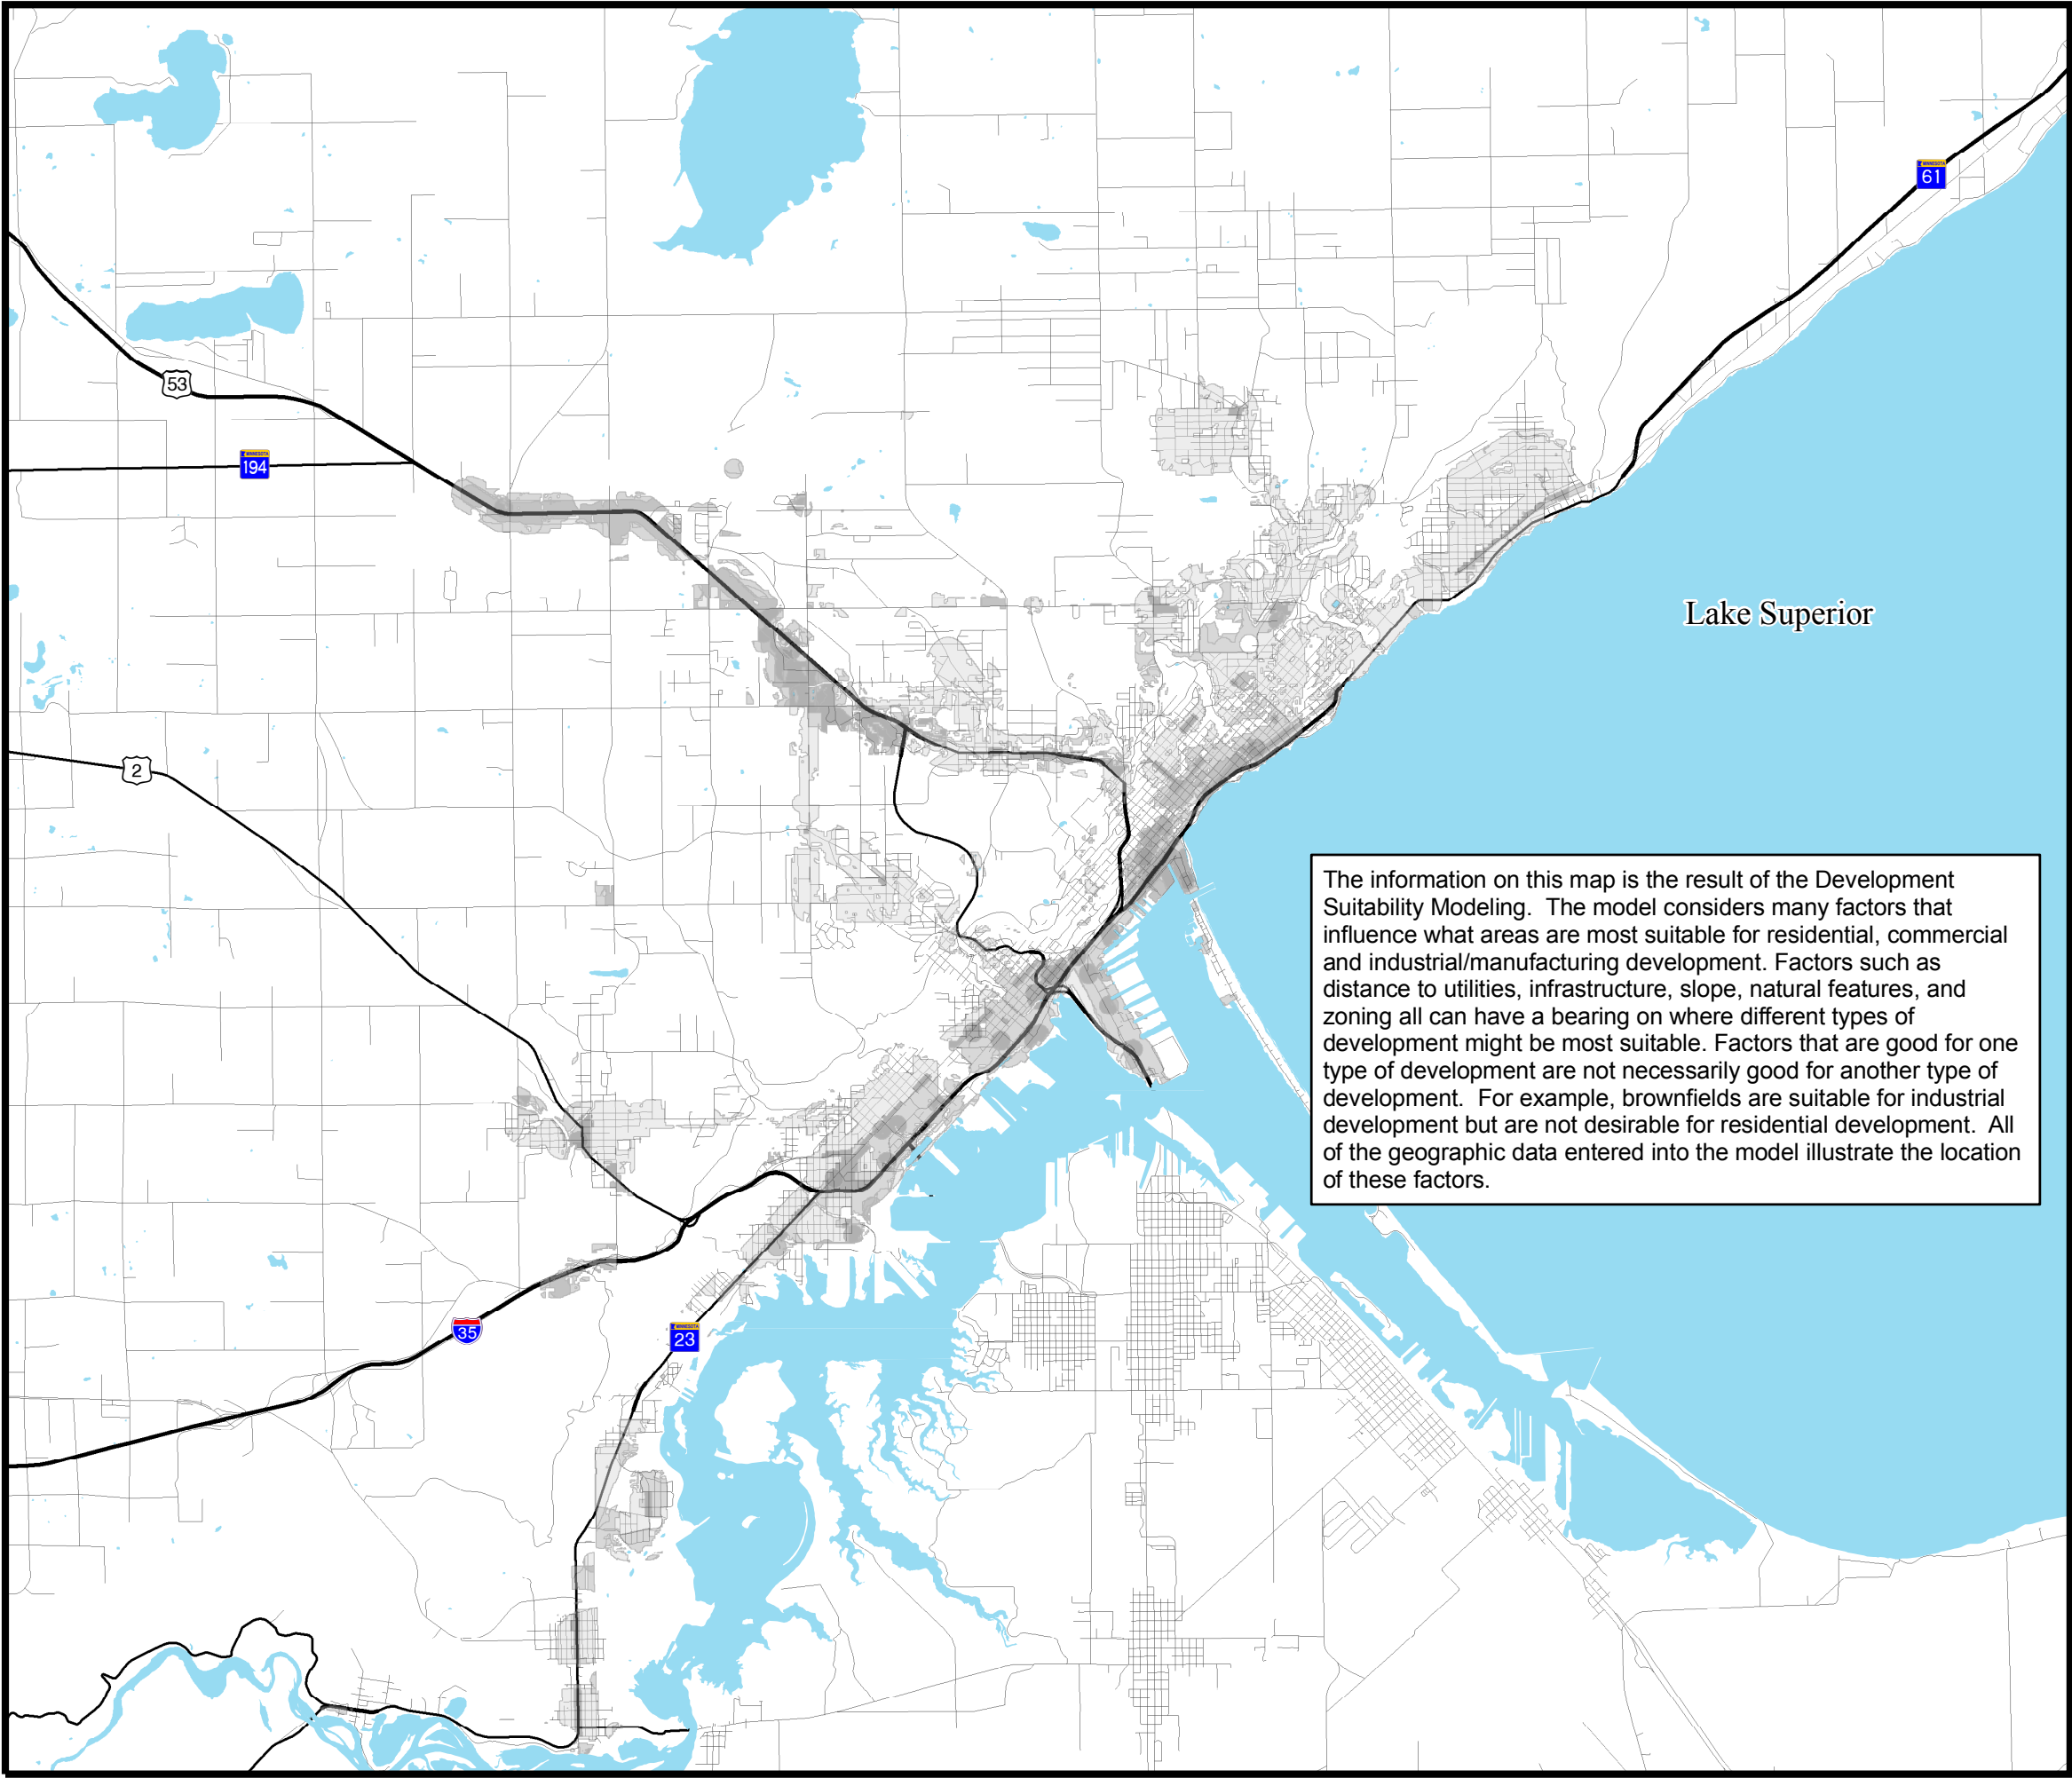 MINNESOTA
61
53
MINNESOTA
194
Lake Superior
2
The information on this map is the result of the Development
Suitability Modeling.  The model considers many factors that
influence what areas are most suitable for residential, commercial
and industrial/manufacturing development. Factors such as
distance to utilities, infrastructure, slope, natural features, and
zoning all can have a bearing on where different types of
development might be most suitable. Factors that are good for one
type of development are not necessarily good for another type of
development.  For example, brownfields are suitable for industrial
development but are not desirable for residential development.  All
of the geographic data entered into the model illustrate the location
of these factors.
35
MINNESOTA
23